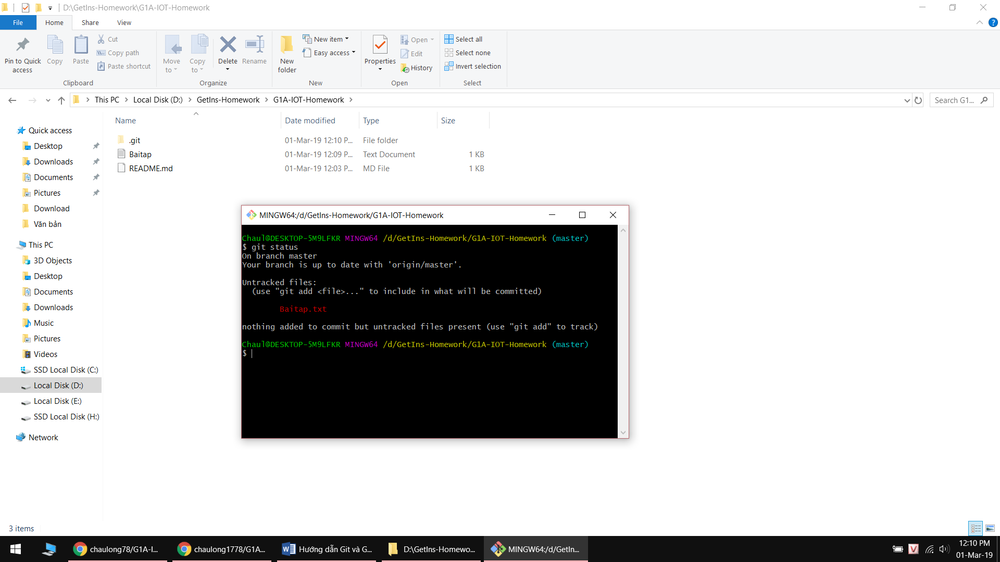 D:\GetIns-Homework\G1A-IOT-Homework
File Home Share View
Pin to Quick access
Copy
Paste
Cut
Copy path
Paste shortcut
Clipboard
Move to
Copy to
Delete
Rename
Organize
New folder
New item
Easy access
New
Properties
Open
Edit
History
Open
Select all
Select none
Invert selection
Select
This PC Local Disk (D:) GetIns-Homework G1A-IOT-Homework
Search G1...
Name Date modified Type Size
.git 01-Mar-19 12:10 P... File folder
Baitap 01-Mar-19 12:09 P... Text Document 1 KB
README.md 01-Mar-19 12:03 P... MD File 1 KB
Quick access
Desktop
Downloads
Documents
Pictures
Download
Văn bản
This PC
3D Objects
Desktop
Documents
Downloads
Music
Pictures
Videos
SSD Local Disk (C:)
Local Disk (D:)
Local Disk (E:)
SSD Local Disk (H:)
Network
MINGW64:/d/GetIns-Homework/G1A-IOT-Homework
Chaul@DESKTOP-5M9LFKR MINGW64 /d/GetIns-Homework/G1A-IOT-Homework (master)
$ git status
On branch master
Your branch is up to date with 'origin/master'.
Untracked files:
(use "git add <file>..." to include in what will be committed)
Baitap.txt
nothing added to commit but untracked files present (use "git add" to track)
Chaul@DESKTOP-5M9LFKR MINGW64 /d/GetIns-Homework/G1A-IOT-Homework (master)
$
3 items
chaulong78/G1A-I...
chaulong1778/G1A...
Hướng dẫn Git và G...
D:\GetIns-Homewo...
MINGW64:/d/GetIn...
12:10 PM
01-Mar-19